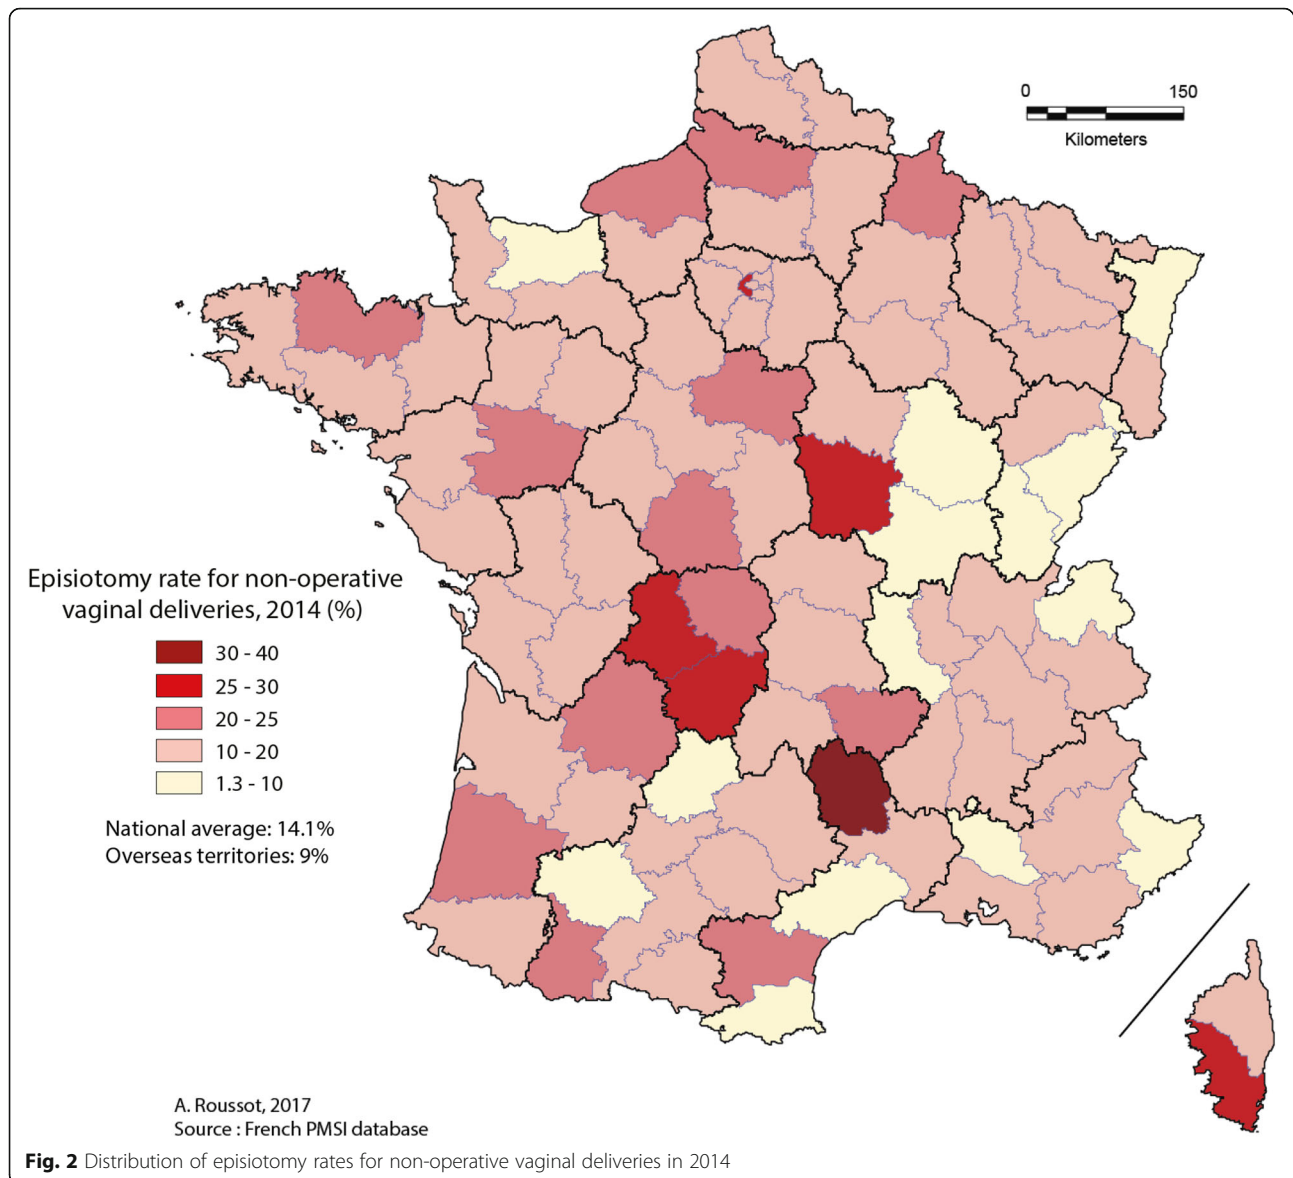 0 150
Kilometers
Episiotomy rate for non-operative
vaginal deliveries, 2014 (%)
30 - 40
25 - 30
20 - 25
10 - 20
1.3 - 10
National average: 14.1%
Overseas territories: 9%
A. Roussot, 2017
Source : French PMSI database
Fig. 2 Distribution of episiotomy rates for non-operative vaginal deliveries in 2014